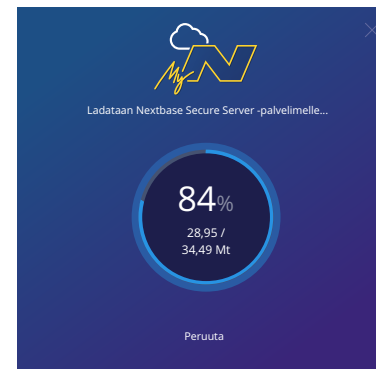 My N
Ladataan Nextbase Secure Server -palvelimelle...
84%
28,95 /
34,49 Mt
Peruuta